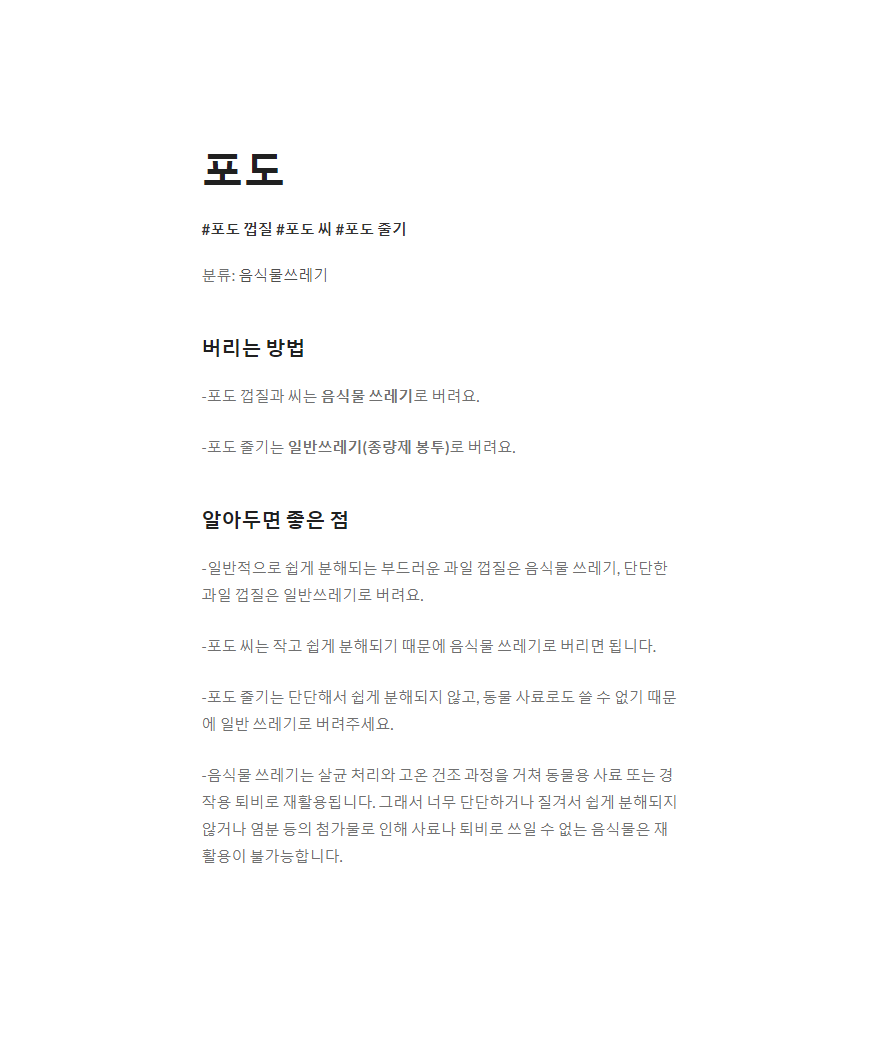 포도
#포도 껍질 #포도 씨 #포도 줄기
분류: 음식물쓰레기
버리는 방법
-포도 껍질과 씨는 음식물 쓰레기로 버려요.
-포도 줄기는 일반쓰레기(종량제 봉투)로 버려요.
알아두면 좋은 점
-일반적으로 쉽게 분해되는 부드러운 과일 껍질은 음식물 쓰레기, 단단한
과일 껍질은 일반쓰레기로 버려요.
-포도 씨는 작고 쉽게 분해되기 때문에 음식물 쓰레기로 버리면 됩니다.
-포도 줄기는 단단해서 쉽게 분해되지 않고, 동물 사료로도 쓸 수 없기 때문
에 일반 쓰레기로 버려주세요.
-음식물 쓰레기는 살균 처리와 고온 건조 과정을 거쳐 동물용 사료 또는 경
작용 퇴비로 재활용됩니다. 그래서 너무 단단하거나 질겨서 쉽게 분해되지
않거나 염분 등의 첨가물로 인해 사료나 퇴비로 쓰일 수 없는 음식물은 재
활용이 불가능합니다.